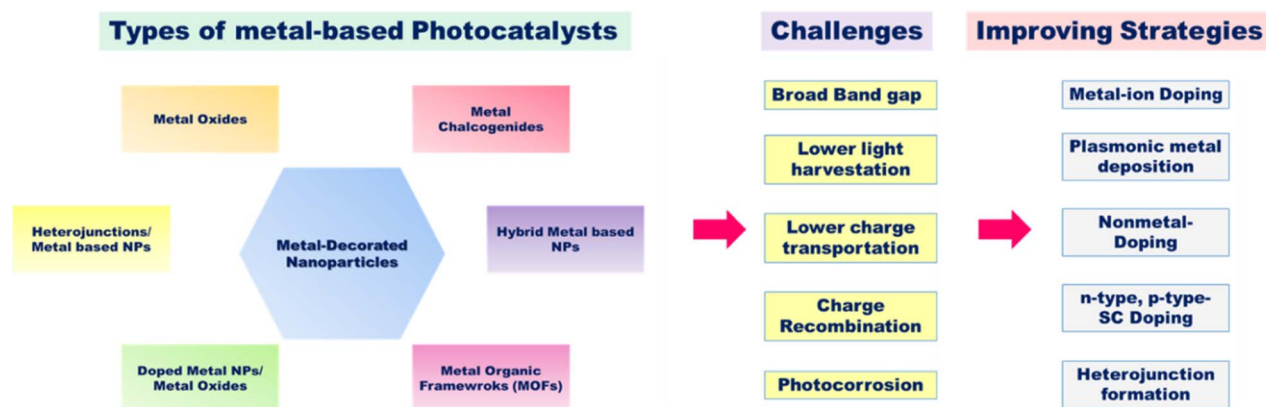 Types of metal-based Photocatalysts
Metal Oxides
Metal
Chalcogenides
Heterojunctions/
Metal based NPs
Metal-Decorated
Nanoparticles
Hybrid Metal based
NPs
Doped Metal NPs/
Metal Oxides
Metal Organic
Framewroks (MOFs)
Challenges
Broad Band gap
Lower light
harvestation
Lower charge
transportation
Charge
Recombination
Photocorrosion
Improving Strategies
Metal-ion Doping
Plasmonic metal
deposition
Nonmetal-
Doping
n-type, p-type-
SC Doping
Heterojunction
formation